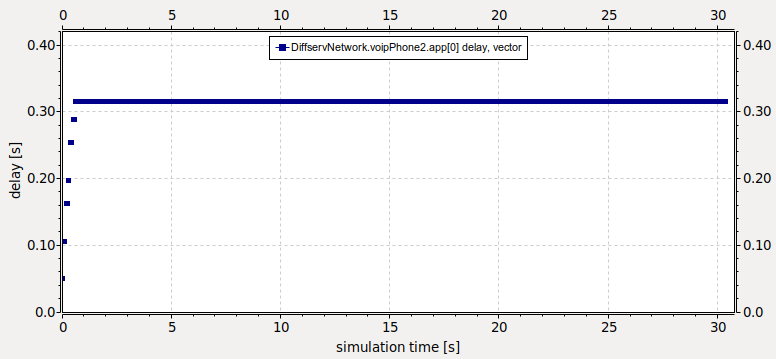 0 5 10 15 20 25 30
DiffservNetwork.voipPhone2.app[0] delay, vector
0.40 0.40
0.30 0.30
0.20 0.20
0.10 0.10
0.0 0.0
delay [s]
0 5 10 15 20 25 30
simulation time [s]